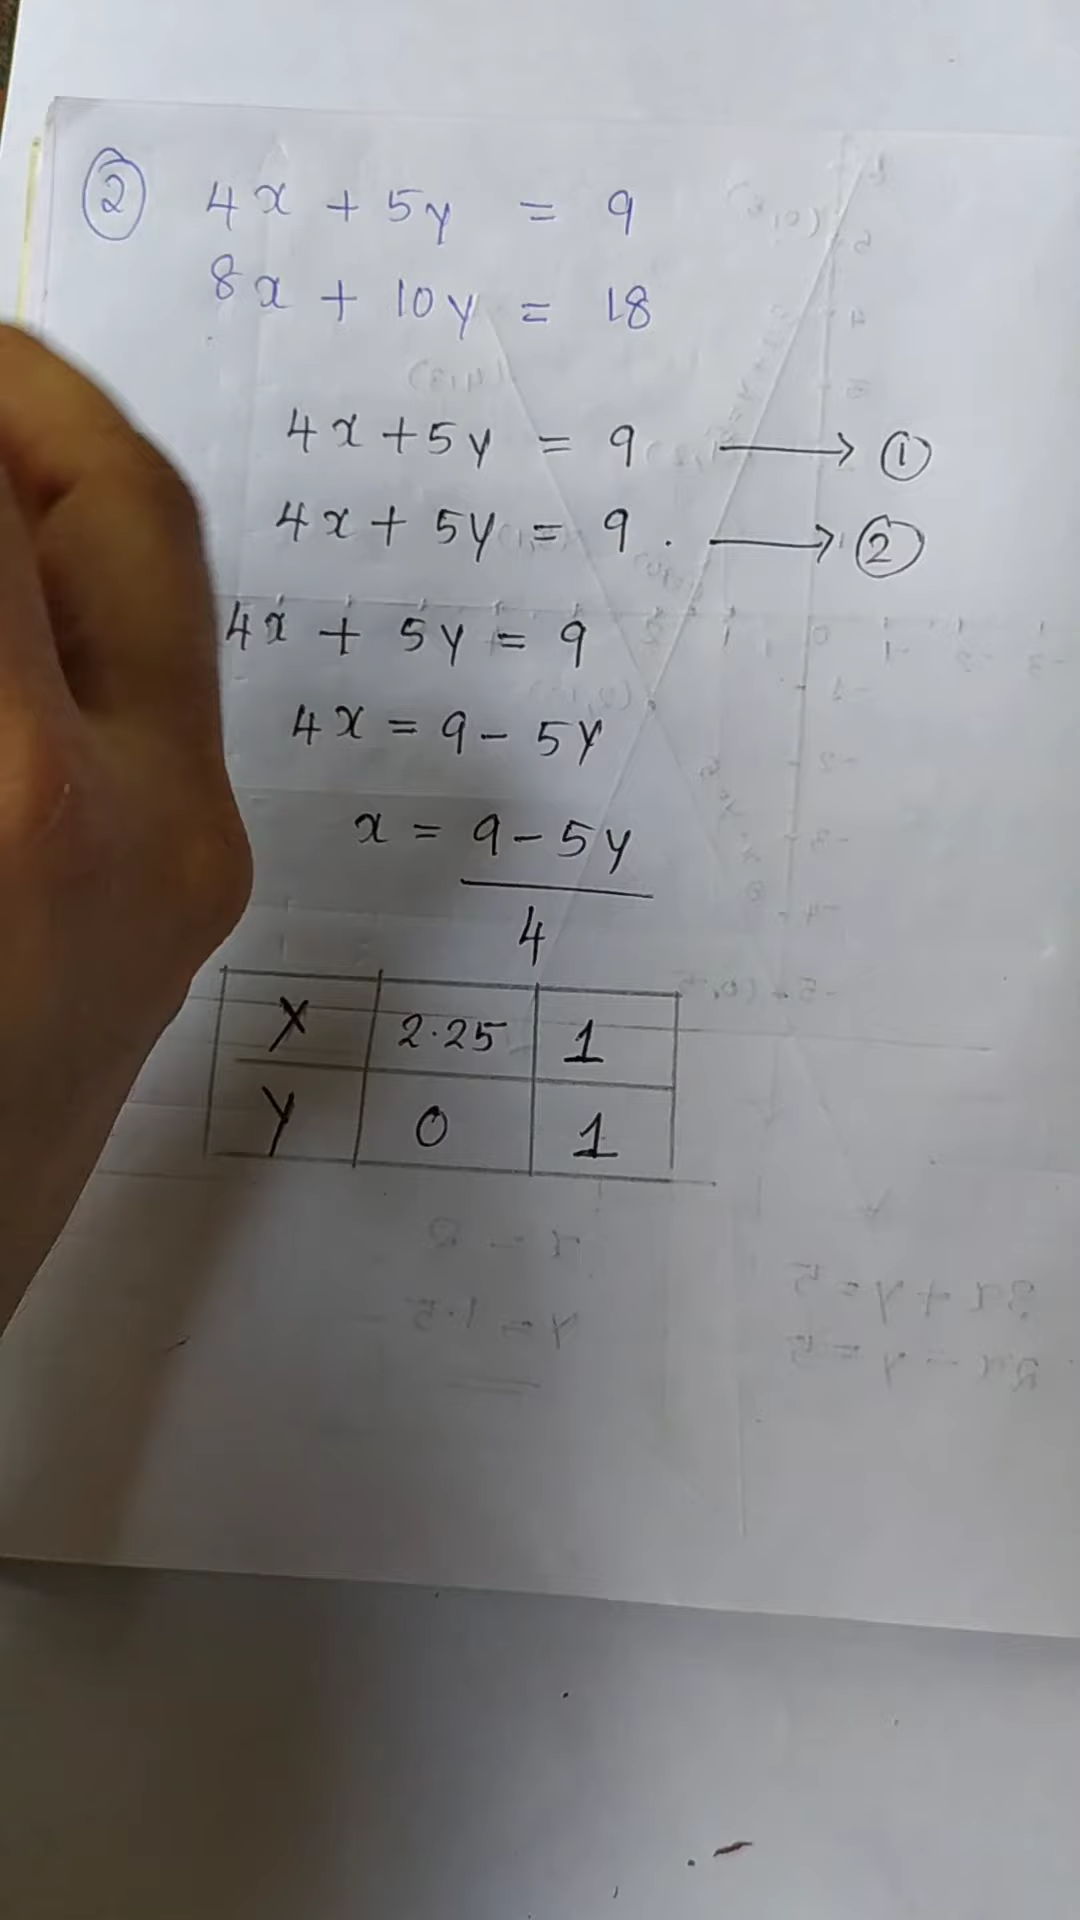 ② 4x + 5y = 9
8x + 10y = 18
4x + 5y = 9 → ①
4x + 5y = 9 . → ②
4x + 5y = 9
4x = 9 - 5y
x = 9 - 5y
4
X 2.25 1
Y 0 1